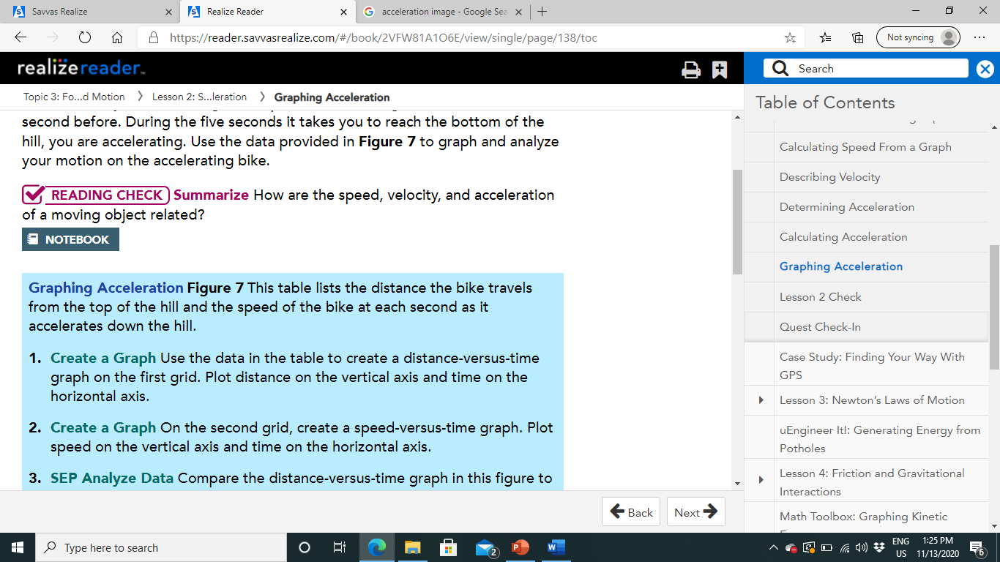 Savvas Realize
Realize Reader
acceleration image - Google Sea
https://reader.savvasrealize.com/#/book/2VFW81A1O6E/view/single/page/138/toc
Not syncing
realizereader™
Search
Topic 3: Fo...d Motion
Lesson 2: S...leration
Graphing Acceleration
second before. During the five seconds it takes you to reach the bottom of the
hill, you are accelerating. Use the data provided in Figure 7 to graph and analyze
your motion on the accelerating bike.
READING CHECK Summarize How are the speed, velocity, and acceleration
of a moving object related?
NOTEBOOK
Graphing Acceleration Figure 7 This table lists the distance the bike travels
from the top of the hill and the speed of the bike at each second as it
accelerates down the hill.
1. Create a Graph Use the data in the table to create a distance-versus-time
graph on the first grid. Plot distance on the vertical axis and time on the
horizontal axis.
2. Create a Graph On the second grid, create a speed-versus-time graph. Plot
speed on the vertical axis and time on the horizontal axis.
3. SEP Analyze Data Compare the distance-versus-time graph in this figure to
Back
Next
Table of Contents
Calculating Speed From a Graph
Describing Velocity
Determining Acceleration
Calculating Acceleration
Graphing Acceleration
Lesson 2 Check
Quest Check-In
Case Study: Finding Your Way With
GPS
Lesson 3: Newton's Laws of Motion
uEngineer It!: Generating Energy from
Potholes
Lesson 4: Friction and Gravitational
Interactions
Math Toolbox: Graphing Kinetic
Type here to search
2
ENG
US
1:25 PM
11/13/2020
6